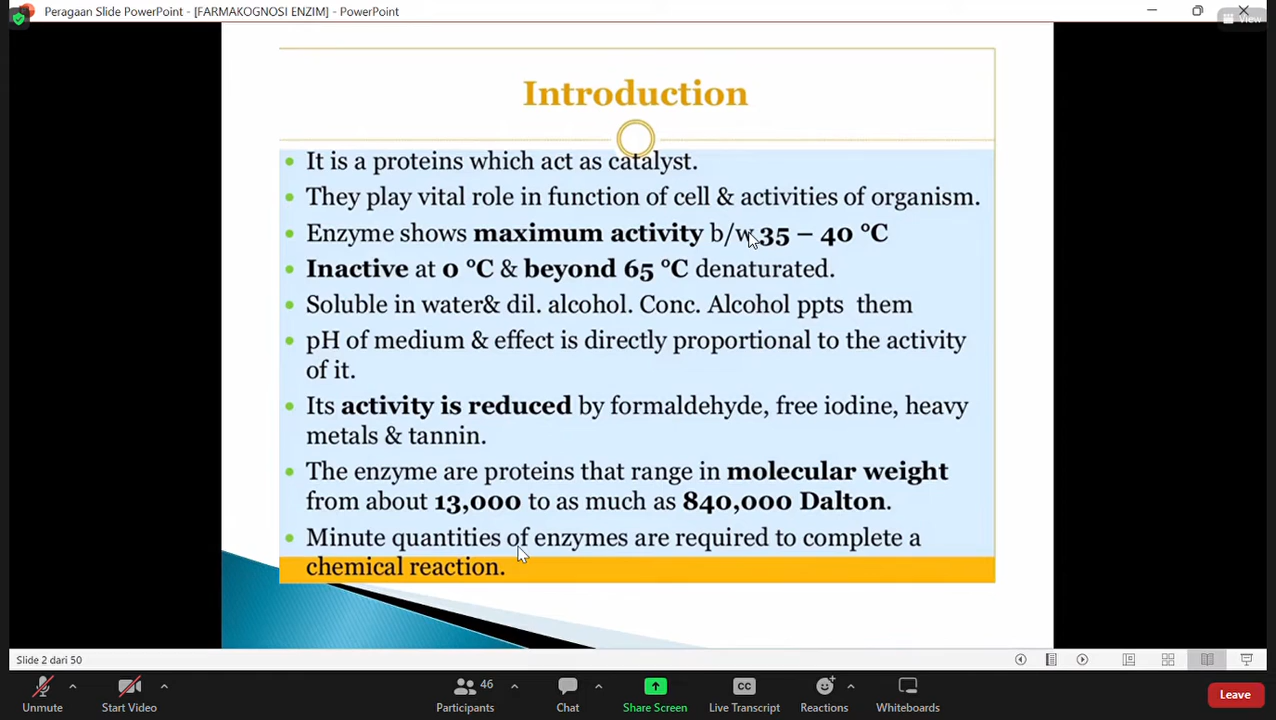 Peragaan Slide PowerPoint - [FARMAKOGNOSI ENZIM] - PowerPoint
View
Introduction
• It is a proteins which act as catalyst.
• They play vital role in function of cell & activities of organism.
• Enzyme shows maximum activity b/w 35 – 40 °C
• Inactive at 0 °C & beyond 65 °C denaturated.
• Soluble in water& dil. alcohol. Conc. Alcohol ppts them
• pH of medium & effect is directly proportional to the activity
of it.
• Its activity is reduced by formaldehyde, free iodine, heavy
metals & tannin.
• The enzyme are proteins that range in molecular weight
from about 13,000 to as much as 840,000 Dalton.
• Minute quantities of enzymes are required to complete a
chemical reaction.
Slide 2 dari 50
46
CC
Unmute
Start Video
Participants
Chat
Share Screen
Live Transcript
Reactions
Whiteboards
Leave